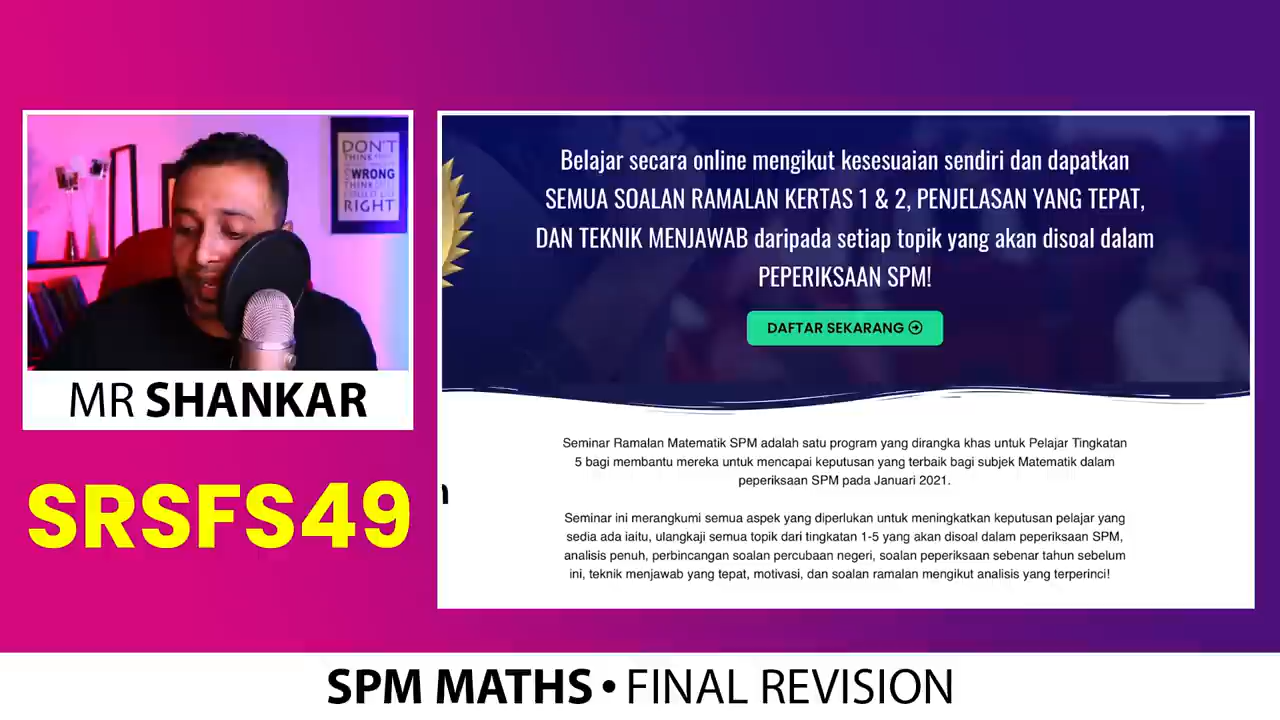 DON'T
THINK
WRONG
THINK
RIGHT
MR SHANKAR
SRSFS49
Belajar secara online mengikut kesesuaian sendiri dan dapatkan
SEMUA SOALAN RAMALAN KERTAS 1 & 2, PENJELASAN YANG TEPAT,
DAN TEKNIK MENJAWAB daripada setiap topik yang akan disoal dalam
PEPERIKSAAN SPM!
DAFTAR SEKARANG
Seminar Ramalan Matematik SPM adalah satu program yang dirangka khas untuk Pelajar Tingkatan
5 bagi membantu mereka untuk mencapai keputusan yang terbaik bagi subjek Matematik dalam
peperiksaan SPM pada Januari 2021.
Seminar ini merangkumi semua aspek yang diperlukan untuk meningkatkan keputusan pelajar yang
sedia ada iaitu, ulangkaji semua topik dari tingkatan 1-5 yang akan disoal dalam peperiksaan SPM,
analisis penuh, perbincangan soalan percubaan negeri, soalan peperiksaan sebenar tahun sebelum
ini, teknik menjawab yang tepat, motivasi, dan soalan ramalan mengikut analisis yang terperinci!
SPM MATHS • FINAL REVISION